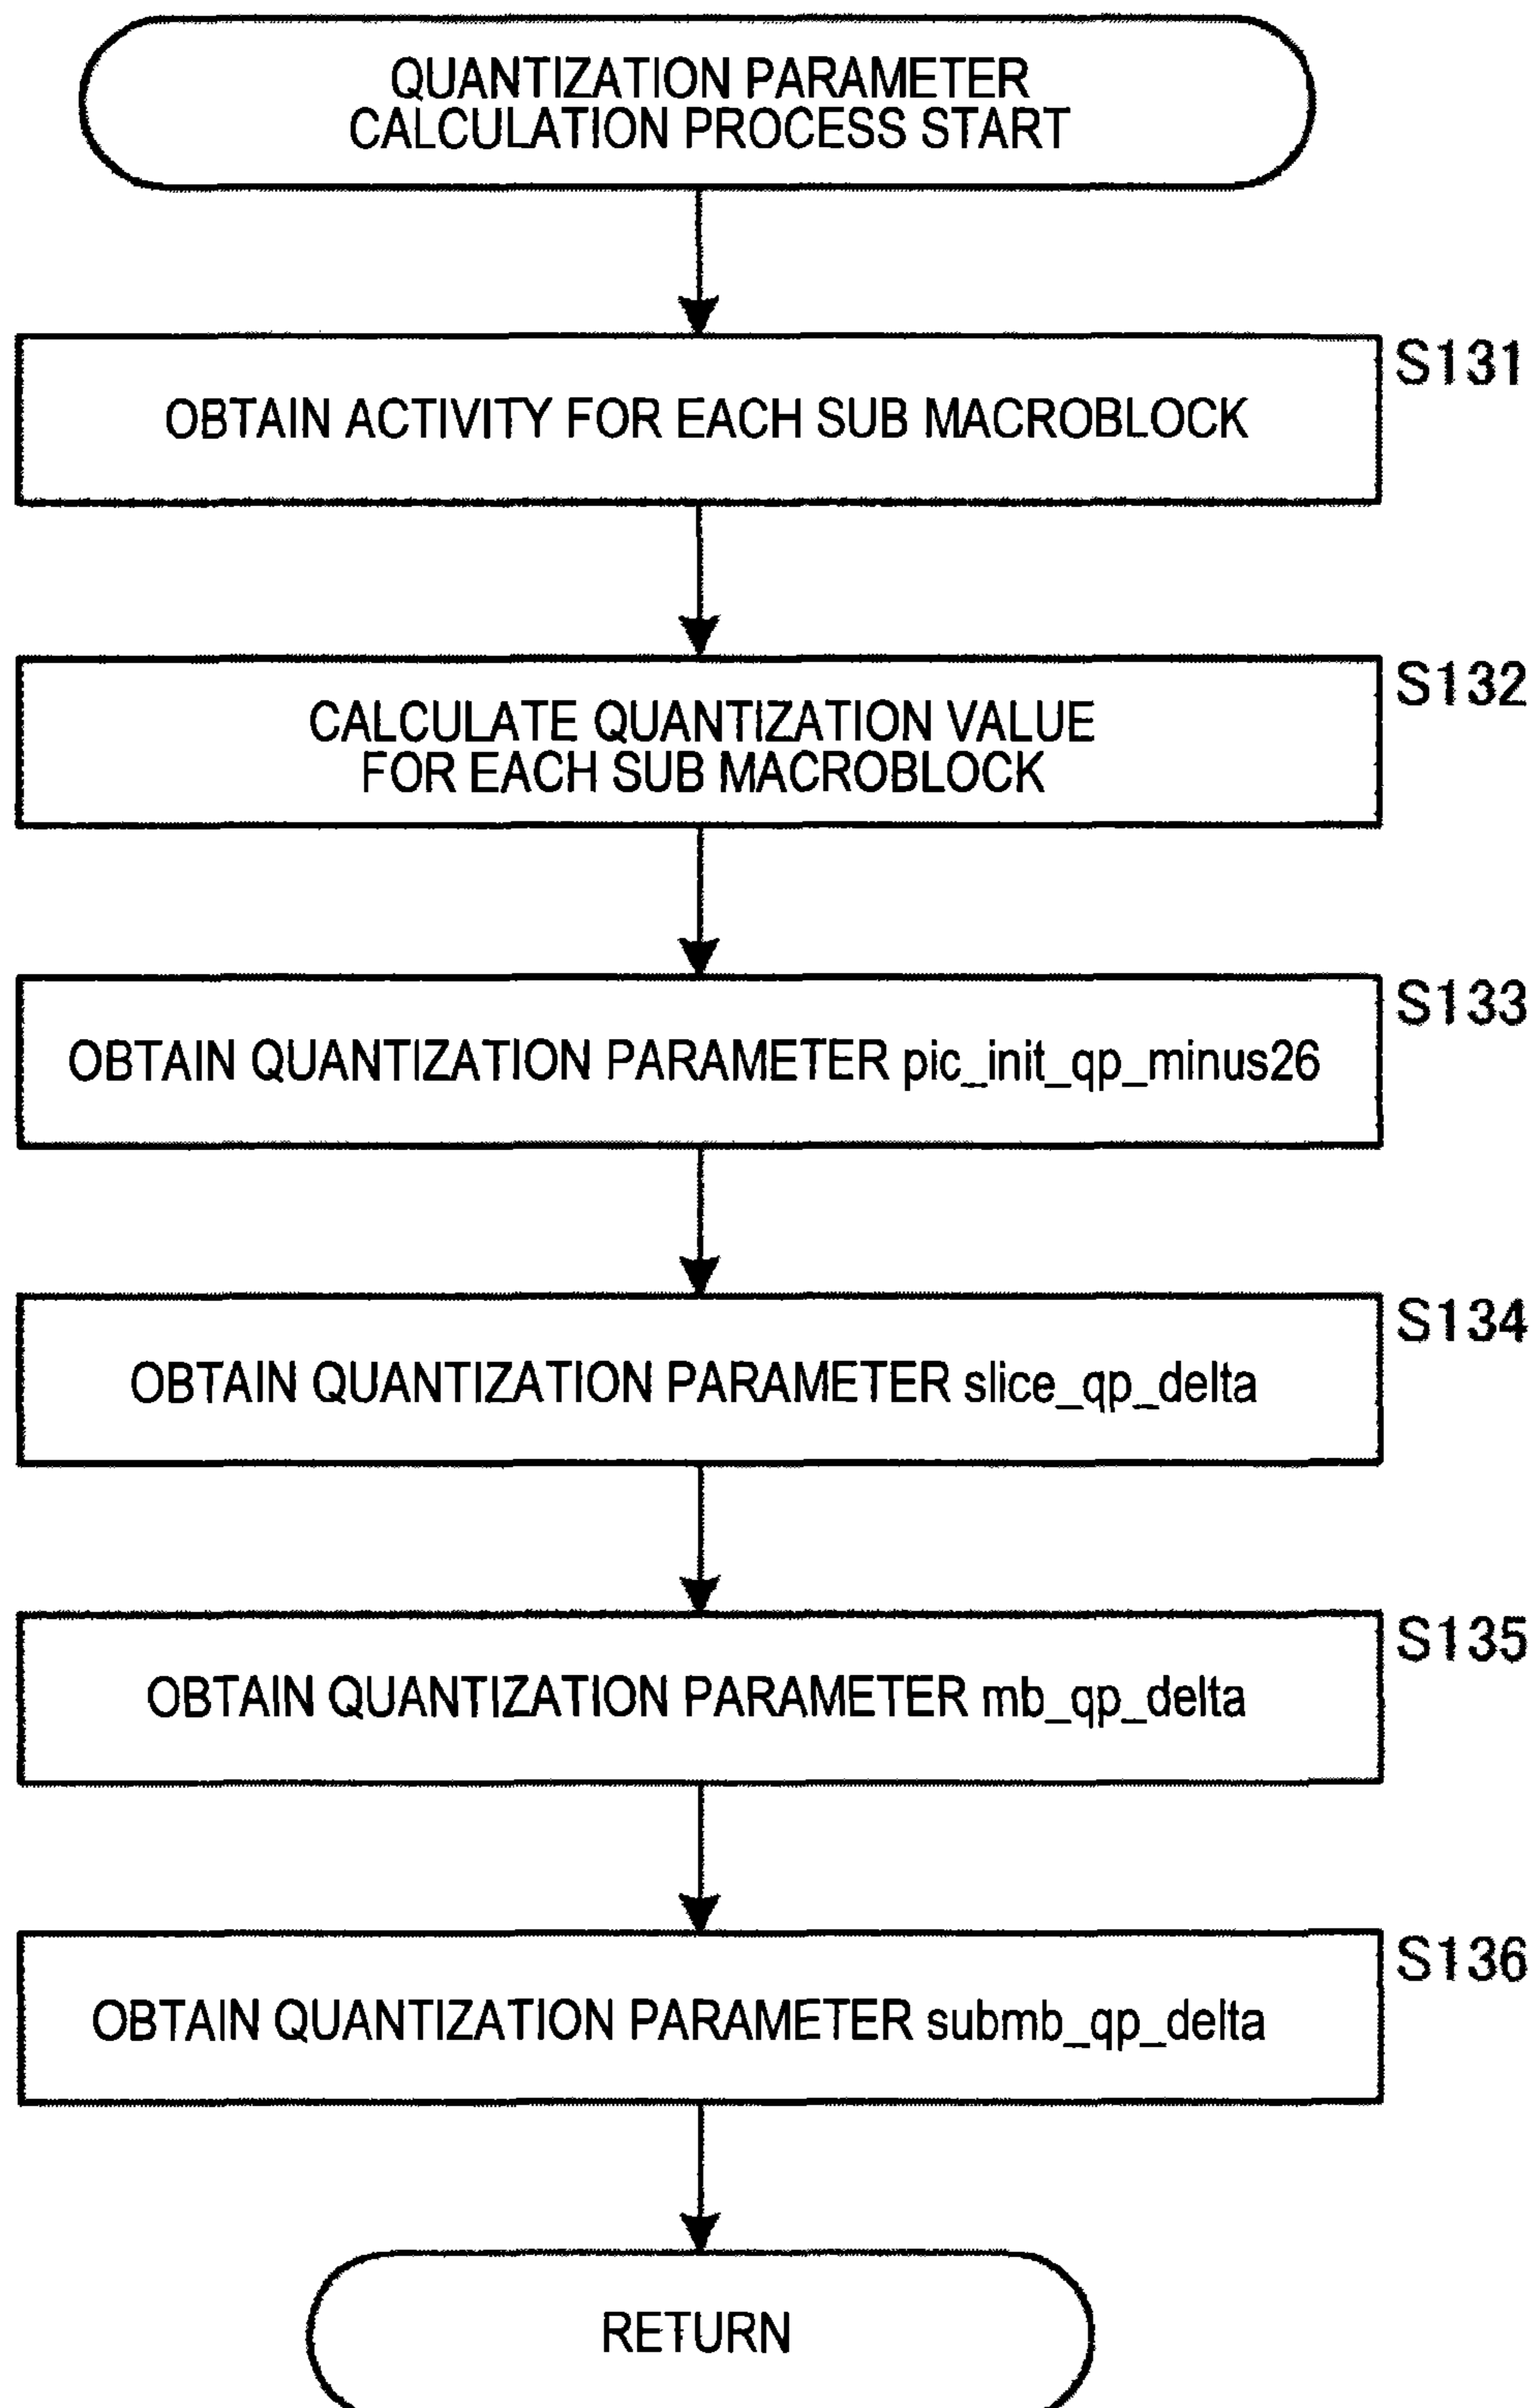 QUANTIZATION PARAMETER
CALCULATION PROCESS START
S131
OBTAIN ACTIVITY FOR EACH SUB MACROBLOCK
S132
CALCULATE QUANTIZATION VALUE
FOR EACH SUB MACROBLOCK
S133
OBTAIN QUANTIZATION PARAMETER pic_init_qp_minus26
S134
OBTAIN QUANTIZATION PARAMETER slice_qp_delta
S135
OBTAIN QUANTIZATION PARAMETER mb_qp_delta
S136
OBTAIN QUANTIZATION PARAMETER submb_qp_delta
RETURN